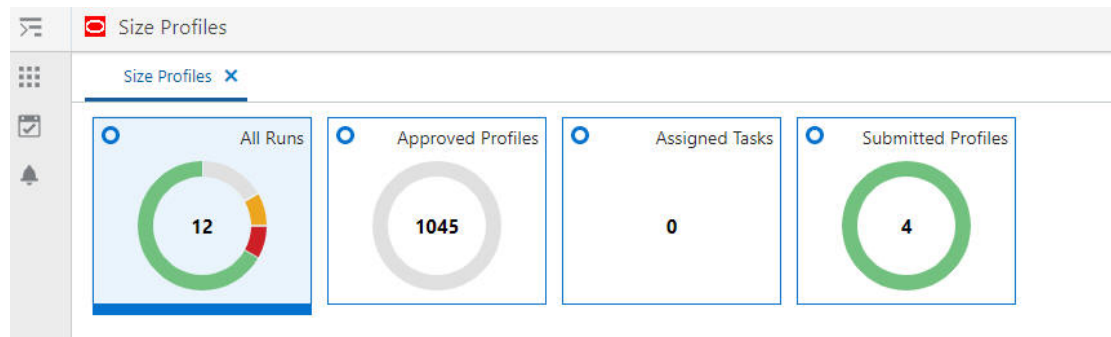 Size Profiles
Size Profiles
All Runs
12
Approved Profiles
1045
Assigned Tasks
0
Submitted Profiles
4